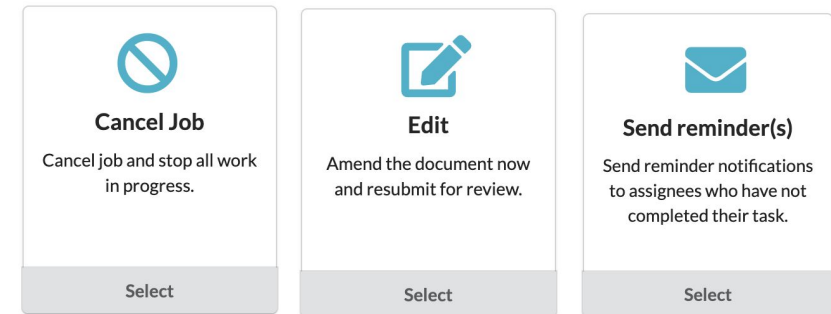 Cancel Job
Cancel job and stop all work
in progress.
Select
Edit
Amend the document now
and resubmit for review.
Select
Send reminder(s)
Send reminder notifications
to assignees who have not
completed their task.
Select